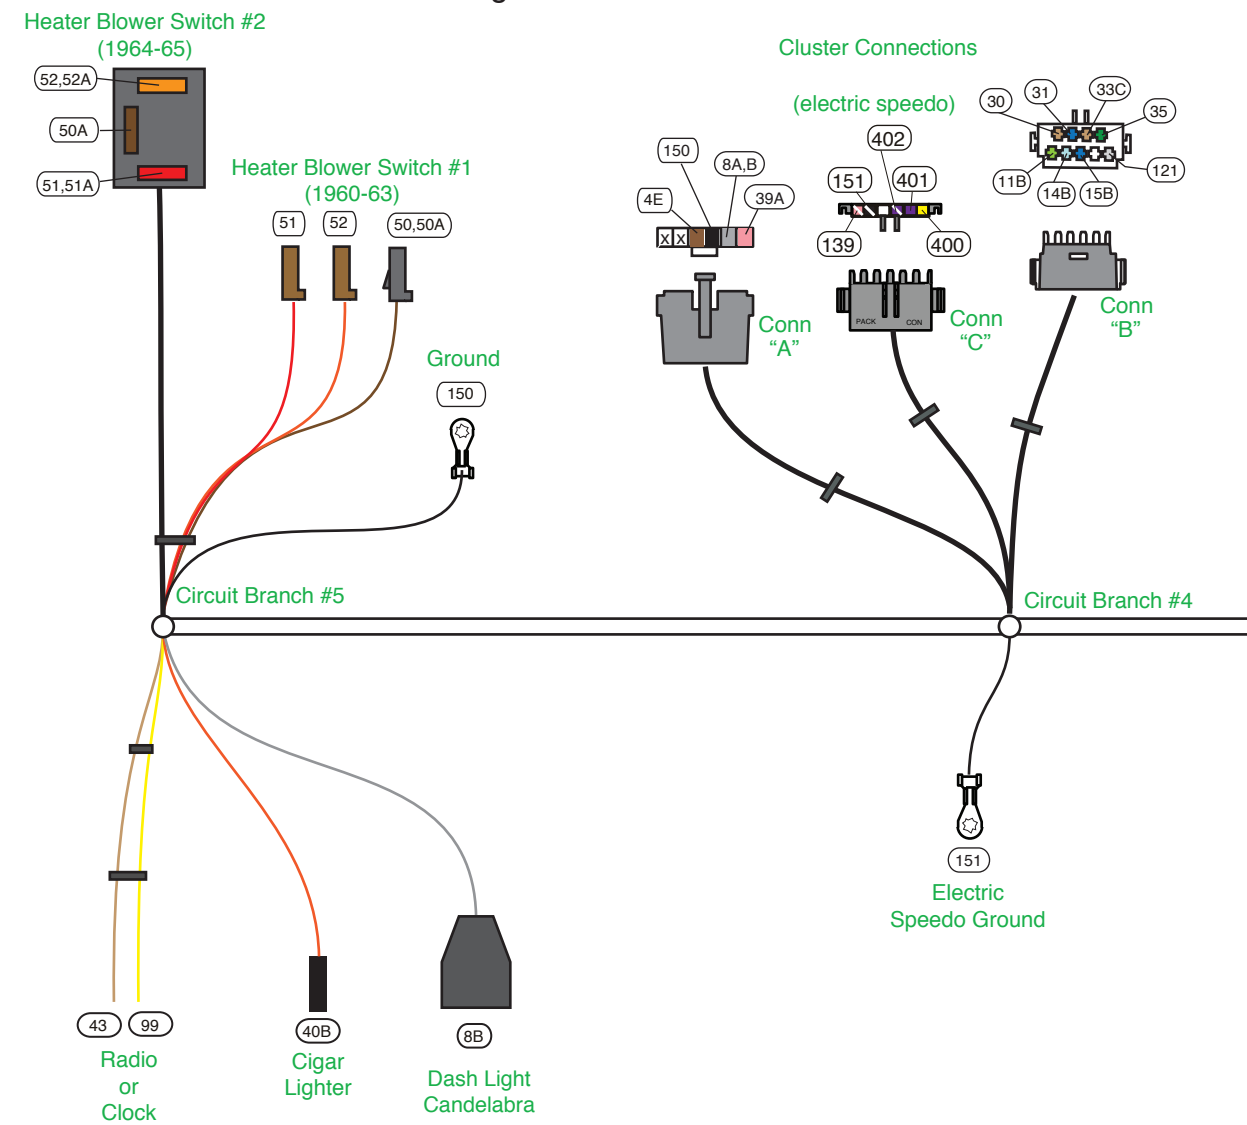 g
Heater Blower Switch #2
(1964-65)
52,52A
50A
51,51A
Heater Blower Switch #1
(1960-63)
51
52
50,50A
Ground
150
Cluster Connections
(electric speedo)
150
8A,B
4E
39A
X X
Conn
“A”
402
151
401
139
400
PACK
CON
Conn
“C”
30
31
33C
35
11B
14B
15B
121
Conn
“B”
Circuit Branch #5
Circuit Branch #4
43
99
Radio
or
Clock
40B
Cigar
Lighter
8B
Dash Light
Candelabra
151
Electric
Speedo Ground